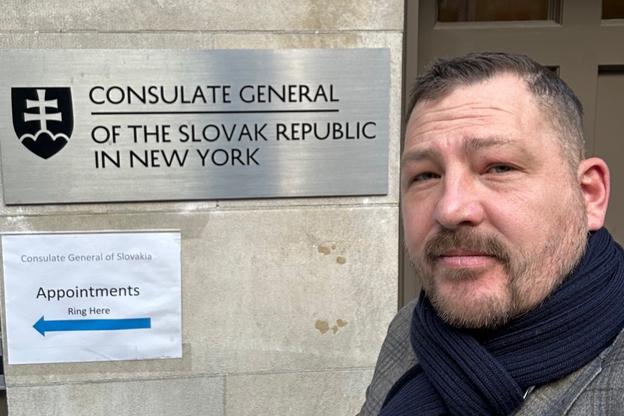 CONSULATE GENERAL
OF THE SLOVAK REPUBLIC
IN NEW YORK
Consulate General of Slovakia
Appointments
Ring Here